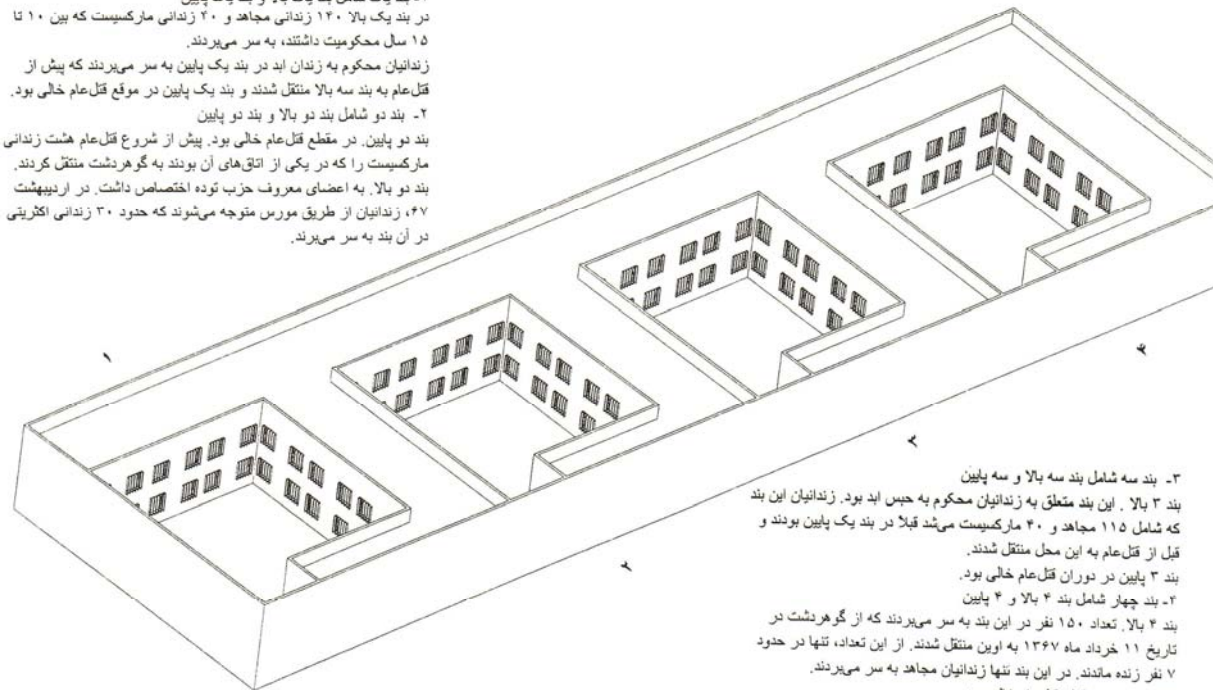 در بند یک بالا ۱۴۰ زندانی مجاهد و ۴۰ زندانی مارکسیست که بین ۱۰ تا
۱۵ سال محکومیت داشتند، به سر می‌بردند.
زندانیان محکوم به زندان ابد در بند یک پایین به سر می‌بردند که پیش از
قتل‌عام به بند سه بالا منتقل شدند و بند یک پایین در موقع قتل‌عام خالی بود.
۲- بند دو شامل بند دو بالا و بند دو پایین
بند دو پایین. در مقطع قتل‌عام خالی بود. پیش از شروع قتل‌عام هشت زندانی
مارکسیست را که در یکی از اتاق‌های آن بودند به گوهردشت منتقل کردند.
بند دو بالا. به اعضای معروف حزب توده اختصاص داشت. در اردیبهشت
۶۷، زندانیان از طریق مورس متوجه می‌شوند که حدود ۳۰ زندانی اکثریتی
در آن بند به سر می‌برند.
۱
۲
۳
۴
۳- بند سه شامل بند سه بالا و سه پایین
بند ۳ بالا . این بند متعلق به زندانیان محکوم به حبس ابد بود. زندانیان این بند
که شامل ۱۱۵ مجاهد و ۴۰ مارکسیست می‌شد قبلاً در بند یک پایین بودند و
قبل از قتل‌عام به این محل منتقل شدند.
بند ۳ پایین در دوران قتل‌عام خالی بود.
۴- بند چهار شامل بند ۴ بالا و ۴ پایین
بند ۴ بالا. تعداد ۱۵۰ نفر در این بند به سر می‌بردند که از گوهردشت در
تاریخ ۱۱ خرداد ماه ۱۳۶۷ به اوین منتقل شدند. از این تعداد، تنها در حدود
۷ نفر زنده ماندند. در این بند تنها زندانیان مجاهد به سر می‌بردند.